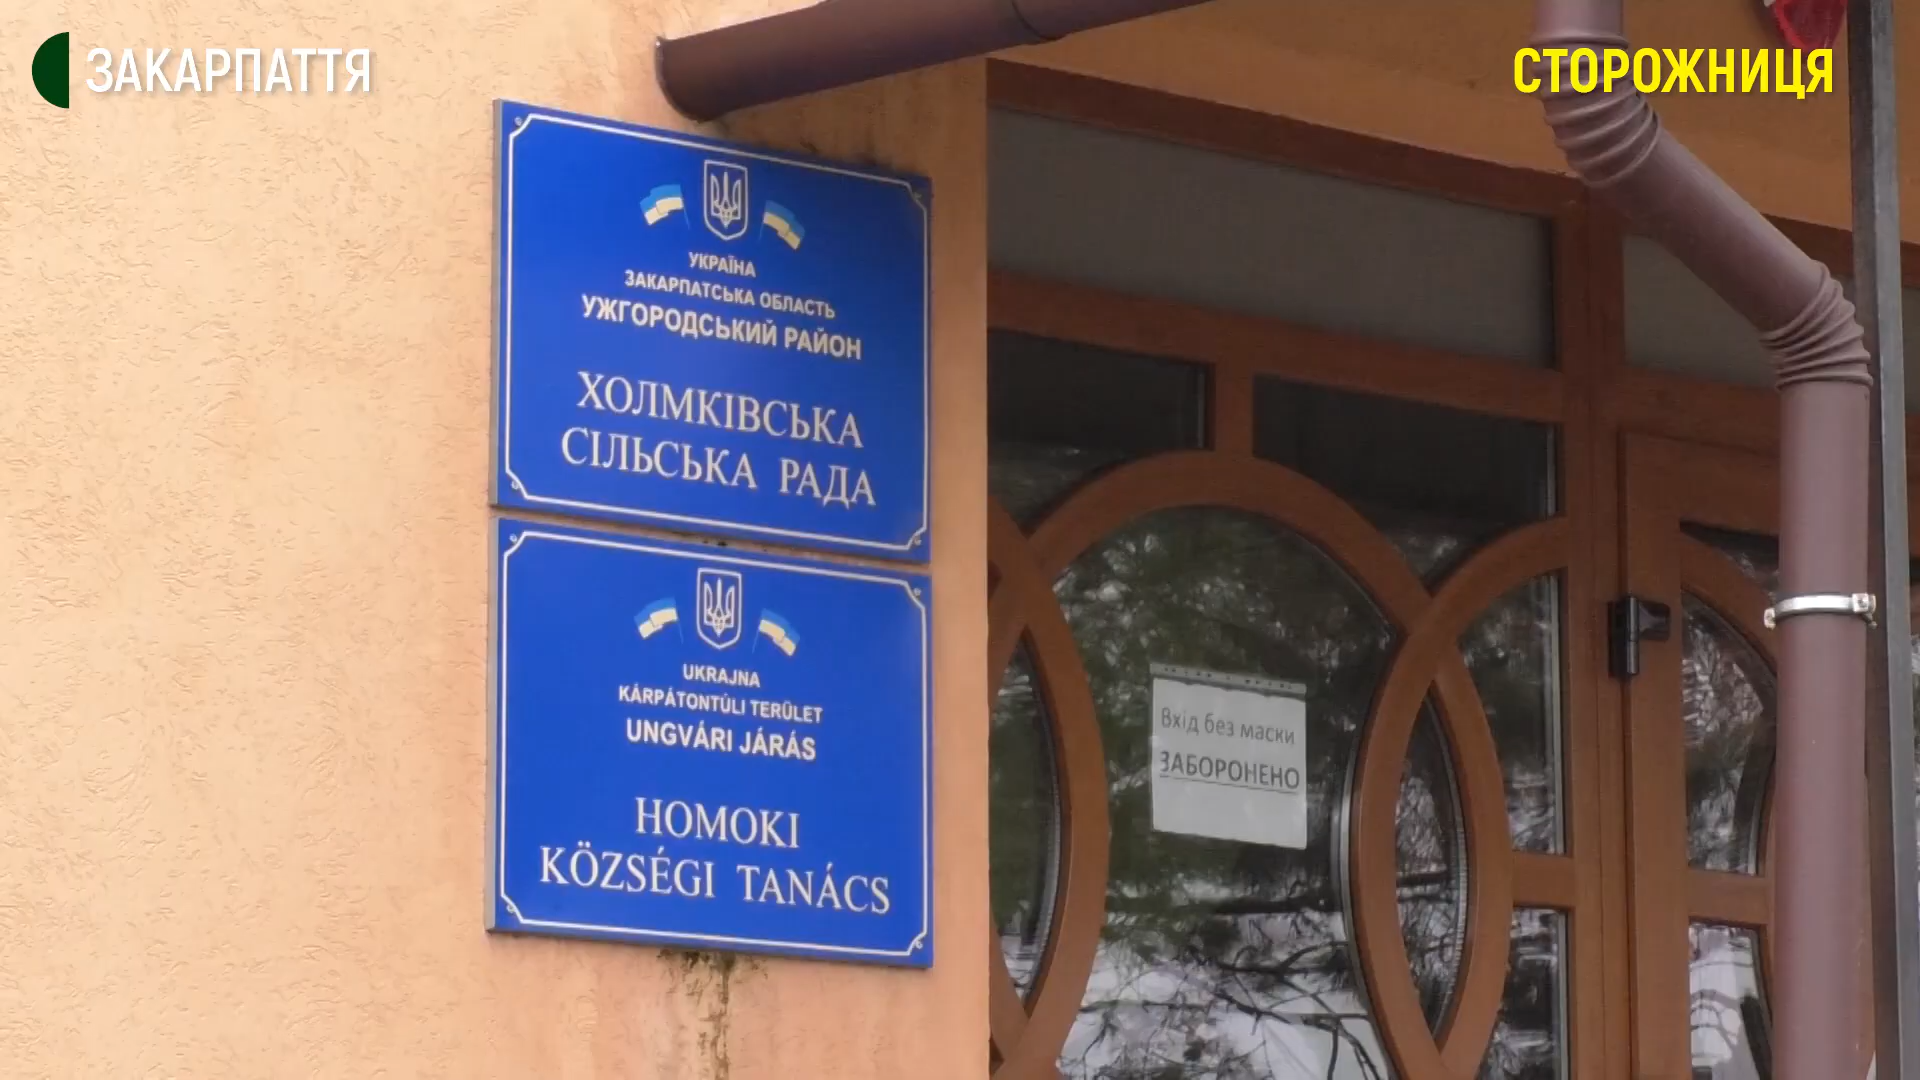 ЗАКАРПАТТЯ
СТОРОЖНИЦЯ
УКРАЇНА
ЗАКАРПАТСЬКА ОБЛАСТЬ
УЖГОРОДСЬКИЙ РАЙОН
ХОЛМКІВСЬКА
СІЛЬСЬКА РАДА
UKRAJNA
KÁRPÁTONTÚLI TERÜLET
UNGVÁRI JÁRÁS
HOMOKI
KÖZSÉGI TANÁCS
Вхід без маски
ЗАБОРОНЕНО